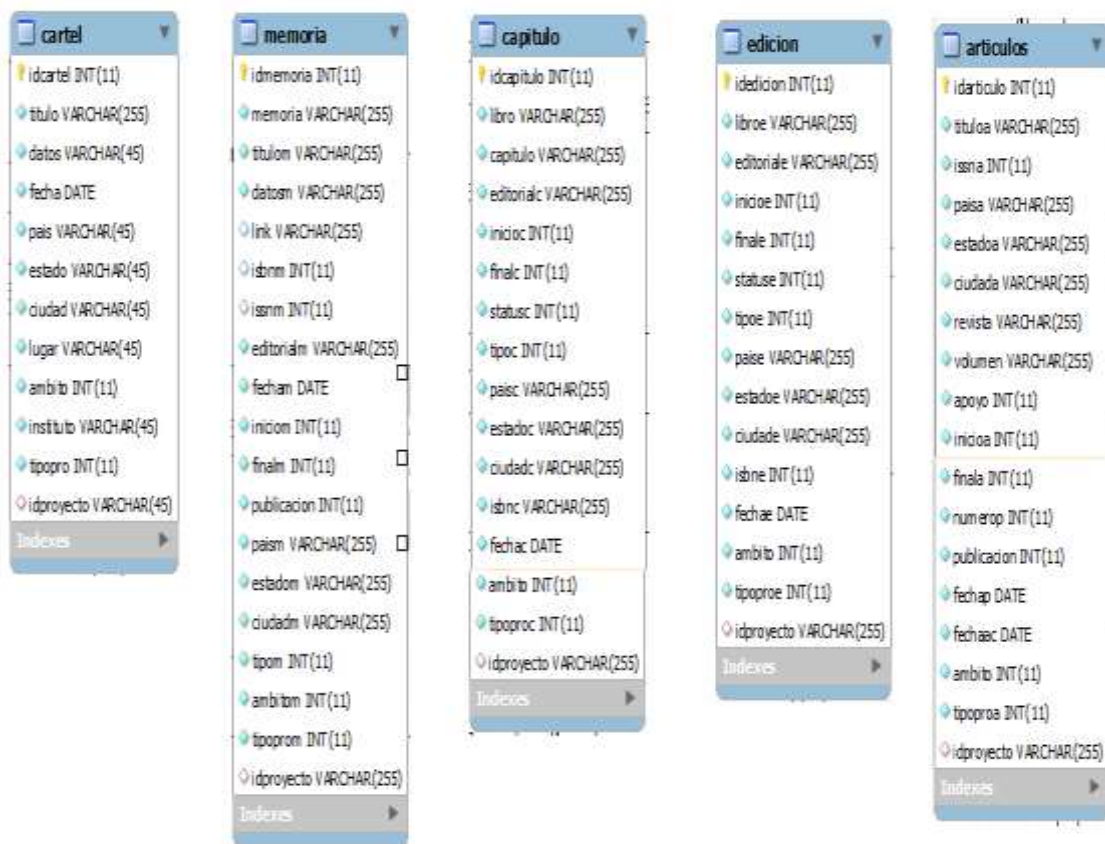 cartel
idcartel INT(11)
titulo VARCHAR(255)
datos VARCHAR(45)
fecha DATE
pais VARCHAR(45)
estado VARCHAR(45)
ciudad VARCHAR(45)
lugar VARCHAR(45)
ambito INT(11)
instituto VARCHAR(45)
tipopro INT(11)
idproyecto VARCHAR(45)
Indexes
memoria
idmemoria INT(11)
memoria VARCHAR(255)
titulom VARCHAR(255)
datosm VARCHAR(255)
link VARCHAR(255)
isbnm INT(11)
issnm INT(11)
editorialm VARCHAR(255)
fecham DATE
iniciom INT(11)
finalm INT(11)
publicacion INT(11)
paism VARCHAR(255)
estadom VARCHAR(255)
ciudadm VARCHAR(255)
tipom INT(11)
ambitom INT(11)
tipoprom INT(11)
idproyecto VARCHAR(255)
Indexes
capitulo
idcapitulo INT(11)
libro VARCHAR(255)
capitulo VARCHAR(255)
editorialc VARCHAR(255)
inicioc INT(11)
finalc INT(11)
statusc INT(11)
tipoc INT(11)
paisc VARCHAR(255)
estadoc VARCHAR(255)
ciudadc VARCHAR(255)
isbnc VARCHAR(255)
fechac DATE
ambito INT(11)
tipoproc INT(11)
idproyecto VARCHAR(255)
Indexes
edicion
idedicion INT(11)
libroe VARCHAR(255)
editoriale VARCHAR(255)
inicioe INT(11)
finale INT(11)
statuse INT(11)
tipoe INT(11)
paise VARCHAR(255)
estadoe VARCHAR(255)
ciudade VARCHAR(255)
isbne INT(11)
fechae DATE
ambito INT(11)
tipoproe INT(11)
idproyecto VARCHAR(255)
Indexes
articulos
idarticulo INT(11)
tituloa VARCHAR(255)
issna INT(11)
paisa VARCHAR(255)
estadoa VARCHAR(255)
ciudada VARCHAR(255)
revista VARCHAR(255)
volumen VARCHAR(255)
apoyo INT(11)
inicioa INT(11)
finala INT(11)
numerop INT(11)
publicacion INT(11)
fechap DATE
fechaac DATE
ambito INT(11)
tipoproa INT(11)
idproyecto VARCHAR(255)
Indexes